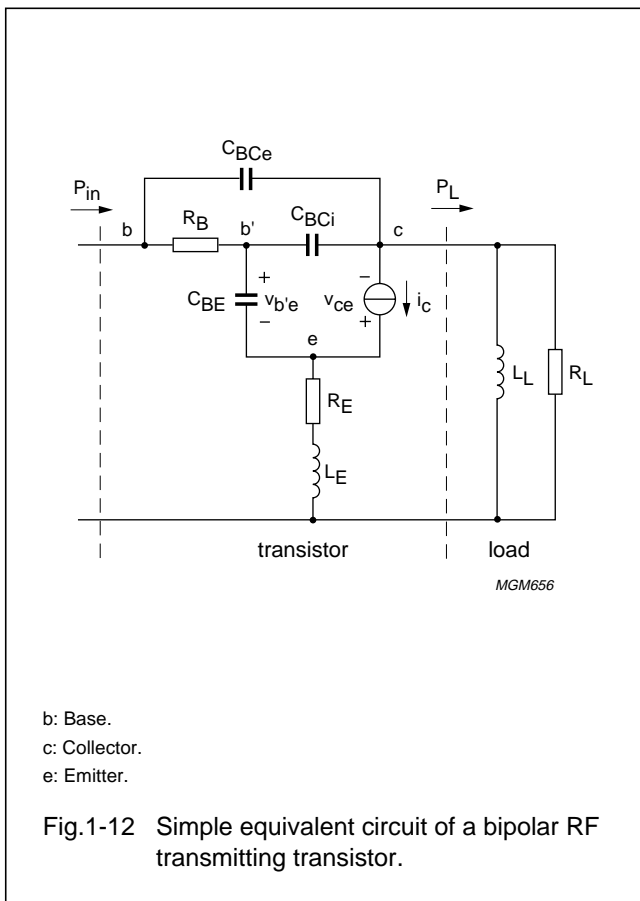 C_BCe
P_in
P_L
b
R_B
b'
C_BCi
c
+
−
C_BE
v_b'e
v_ce
i_c
−
+
e
R_E
L_E
L_L
R_L
transistor
load
MGM656
b: Base.
c: Collector.
e: Emitter.
Fig.1-12 Simple equivalent circuit of a bipolar RF
transmitting transistor.